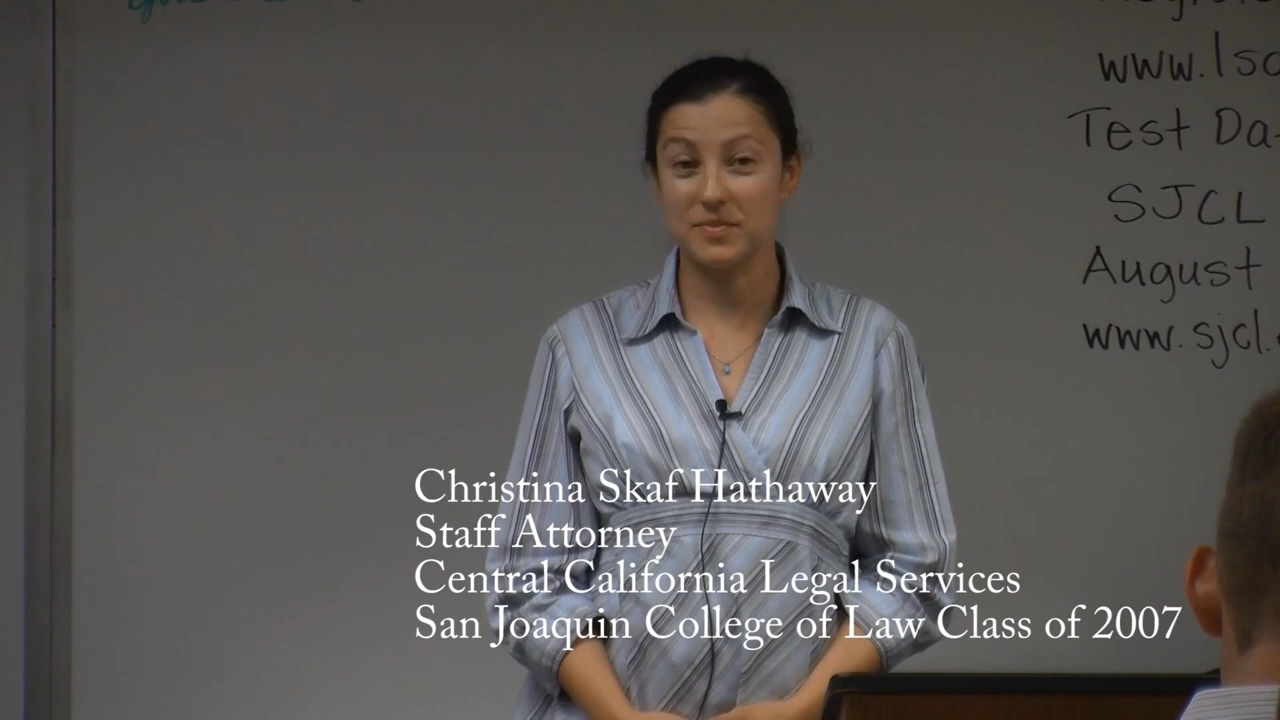 www.lsc
Test Da
SJCL
August
www.sjcl.
Christina Skaf Hathaway
Staff Attorney
Central California Legal Services
San Joaquin College of Law Class of 2007